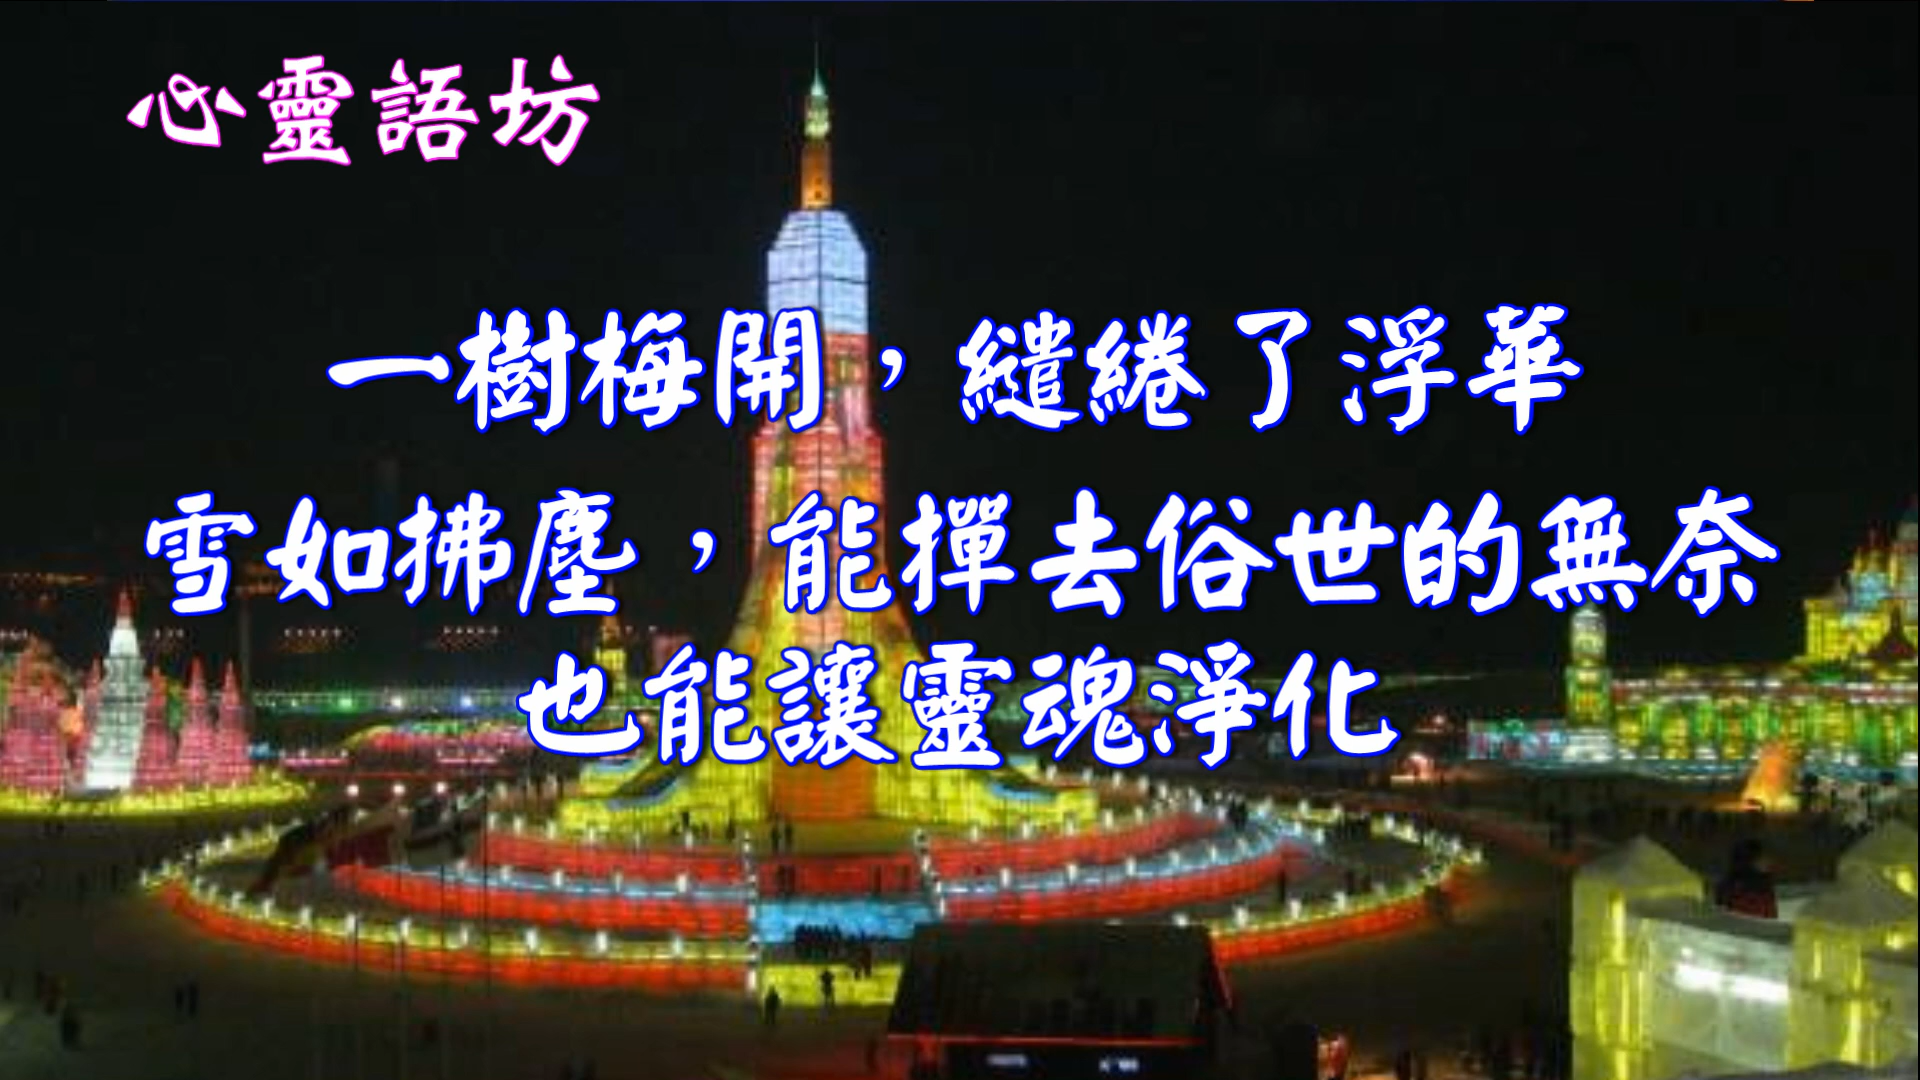 心靈語坊
一樹梅開，繾綣了浮華
雪如拂塵，能撣去俗世的無奈
也能讓靈魂淨化